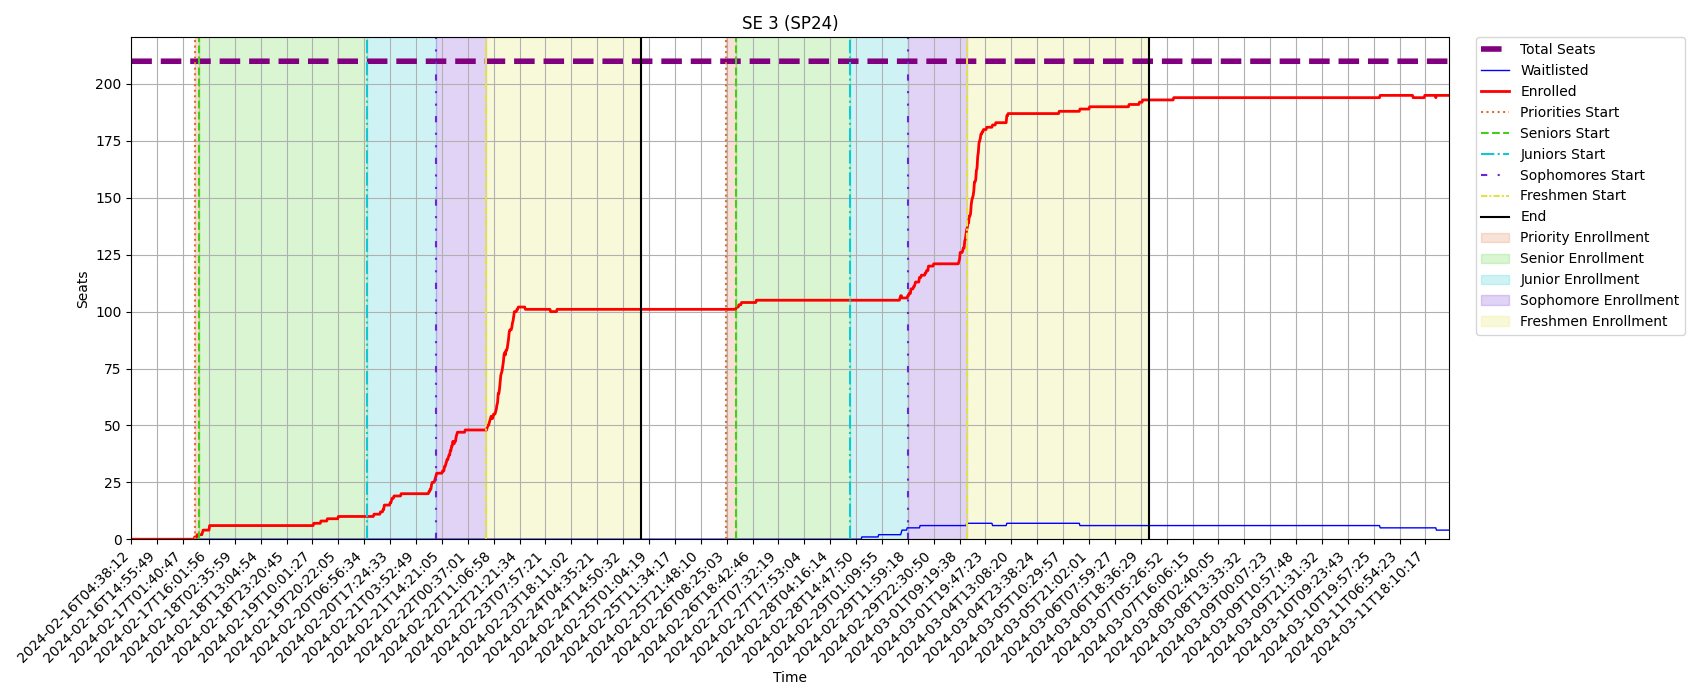 SE 3 (SP24)
Seats
200
175
150
125
100
75
50
25
0
2024-02-16T04:38:12
2024-02-16T14:55:49
2024-02-17T01:40:47
2024-02-17T16:01:56
2024-02-18T02:35:59
2024-02-18T13:04:54
2024-02-18T23:20:45
2024-02-19T10:01:27
2024-02-19T20:22:05
2024-02-20T06:56:34
2024-02-20T17:24:33
2024-02-21T03:52:49
2024-02-21T14:21:05
2024-02-22T00:37:01
2024-02-22T11:06:58
2024-02-22T21:21:34
2024-02-23T07:57:21
2024-02-23T18:11:02
2024-02-24T04:35:21
2024-02-24T14:50:32
2024-02-25T01:04:19
2024-02-25T11:34:17
2024-02-25T21:48:10
2024-02-26T08:25:03
2024-02-26T18:42:46
2024-02-27T07:32:19
2024-02-27T17:53:04
2024-02-28T04:16:14
2024-02-28T14:47:50
2024-02-29T01:09:55
2024-02-29T11:59:18
2024-02-29T22:30:50
2024-03-01T09:19:38
2024-03-01T19:47:23
2024-03-04T13:08:20
2024-03-04T23:38:24
2024-03-05T10:29:57
2024-03-05T21:02:01
2024-03-06T07:59:27
2024-03-06T18:36:29
2024-03-07T05:26:52
2024-03-07T16:06:15
2024-03-08T02:40:05
2024-03-08T13:33:32
2024-03-09T00:07:23
2024-03-09T10:57:48
2024-03-09T21:31:32
2024-03-10T09:23:43
2024-03-10T19:57:25
2024-03-11T06:54:23
2024-03-11T18:10:17
Time
Total Seats
Waitlisted
Enrolled
Priorities Start
Seniors Start
Juniors Start
Sophomores Start
Freshmen Start
End
Priority Enrollment
Senior Enrollment
Junior Enrollment
Sophomore Enrollment
Freshmen Enrollment